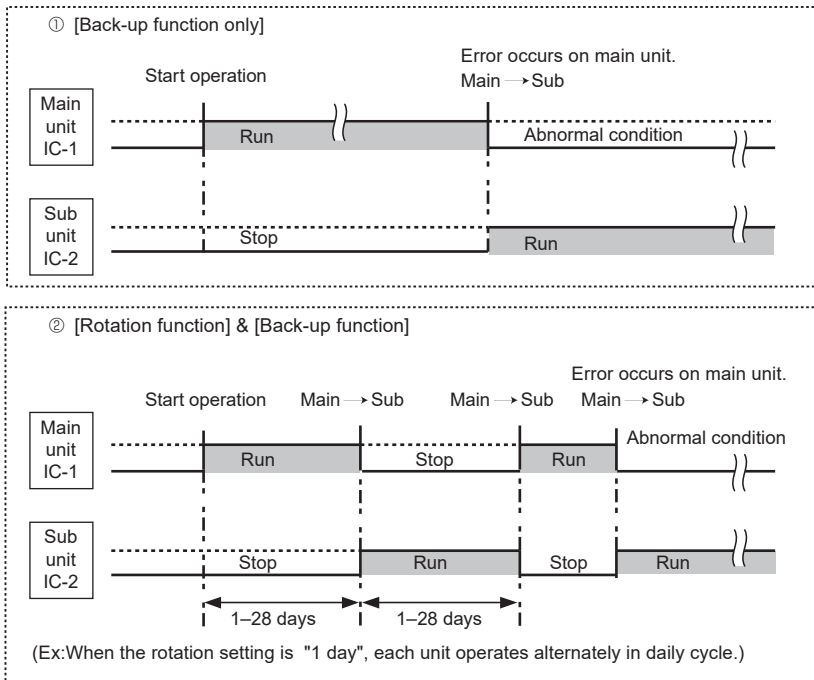 ① [Back-up function only]
Error occurs on main unit.
Start operation
Main → Sub
Main
unit
IC-1
Run
Abnormal condition
Sub
unit
IC-2
Stop
Run
② [Rotation function] & [Back-up function]
Error occurs on main unit.
Start operation
Main → Sub
Main → Sub
Main → Sub
Main
unit
IC-1
Run
Stop
Run
Abnormal condition
Sub
unit
IC-2
Stop
Run
Stop
Run
1–28 days
1–28 days
(Ex:When the rotation setting is "1 day", each unit operates alternately in daily cycle.)